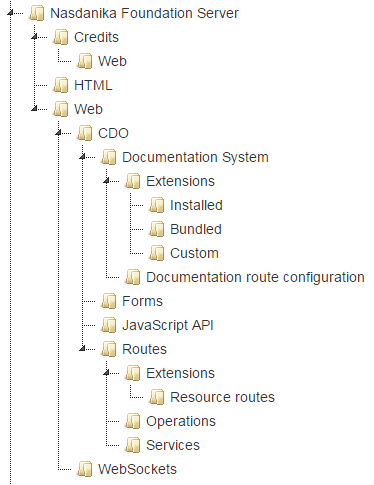 Nasdanika Foundation Server
Credits
Web
HTML
Web
CDO
Documentation System
Extensions
Installed
Bundled
Custom
Documentation route configuration
Forms
JavaScript API
Routes
Extensions
Resource routes
Operations
Services
WebSockets